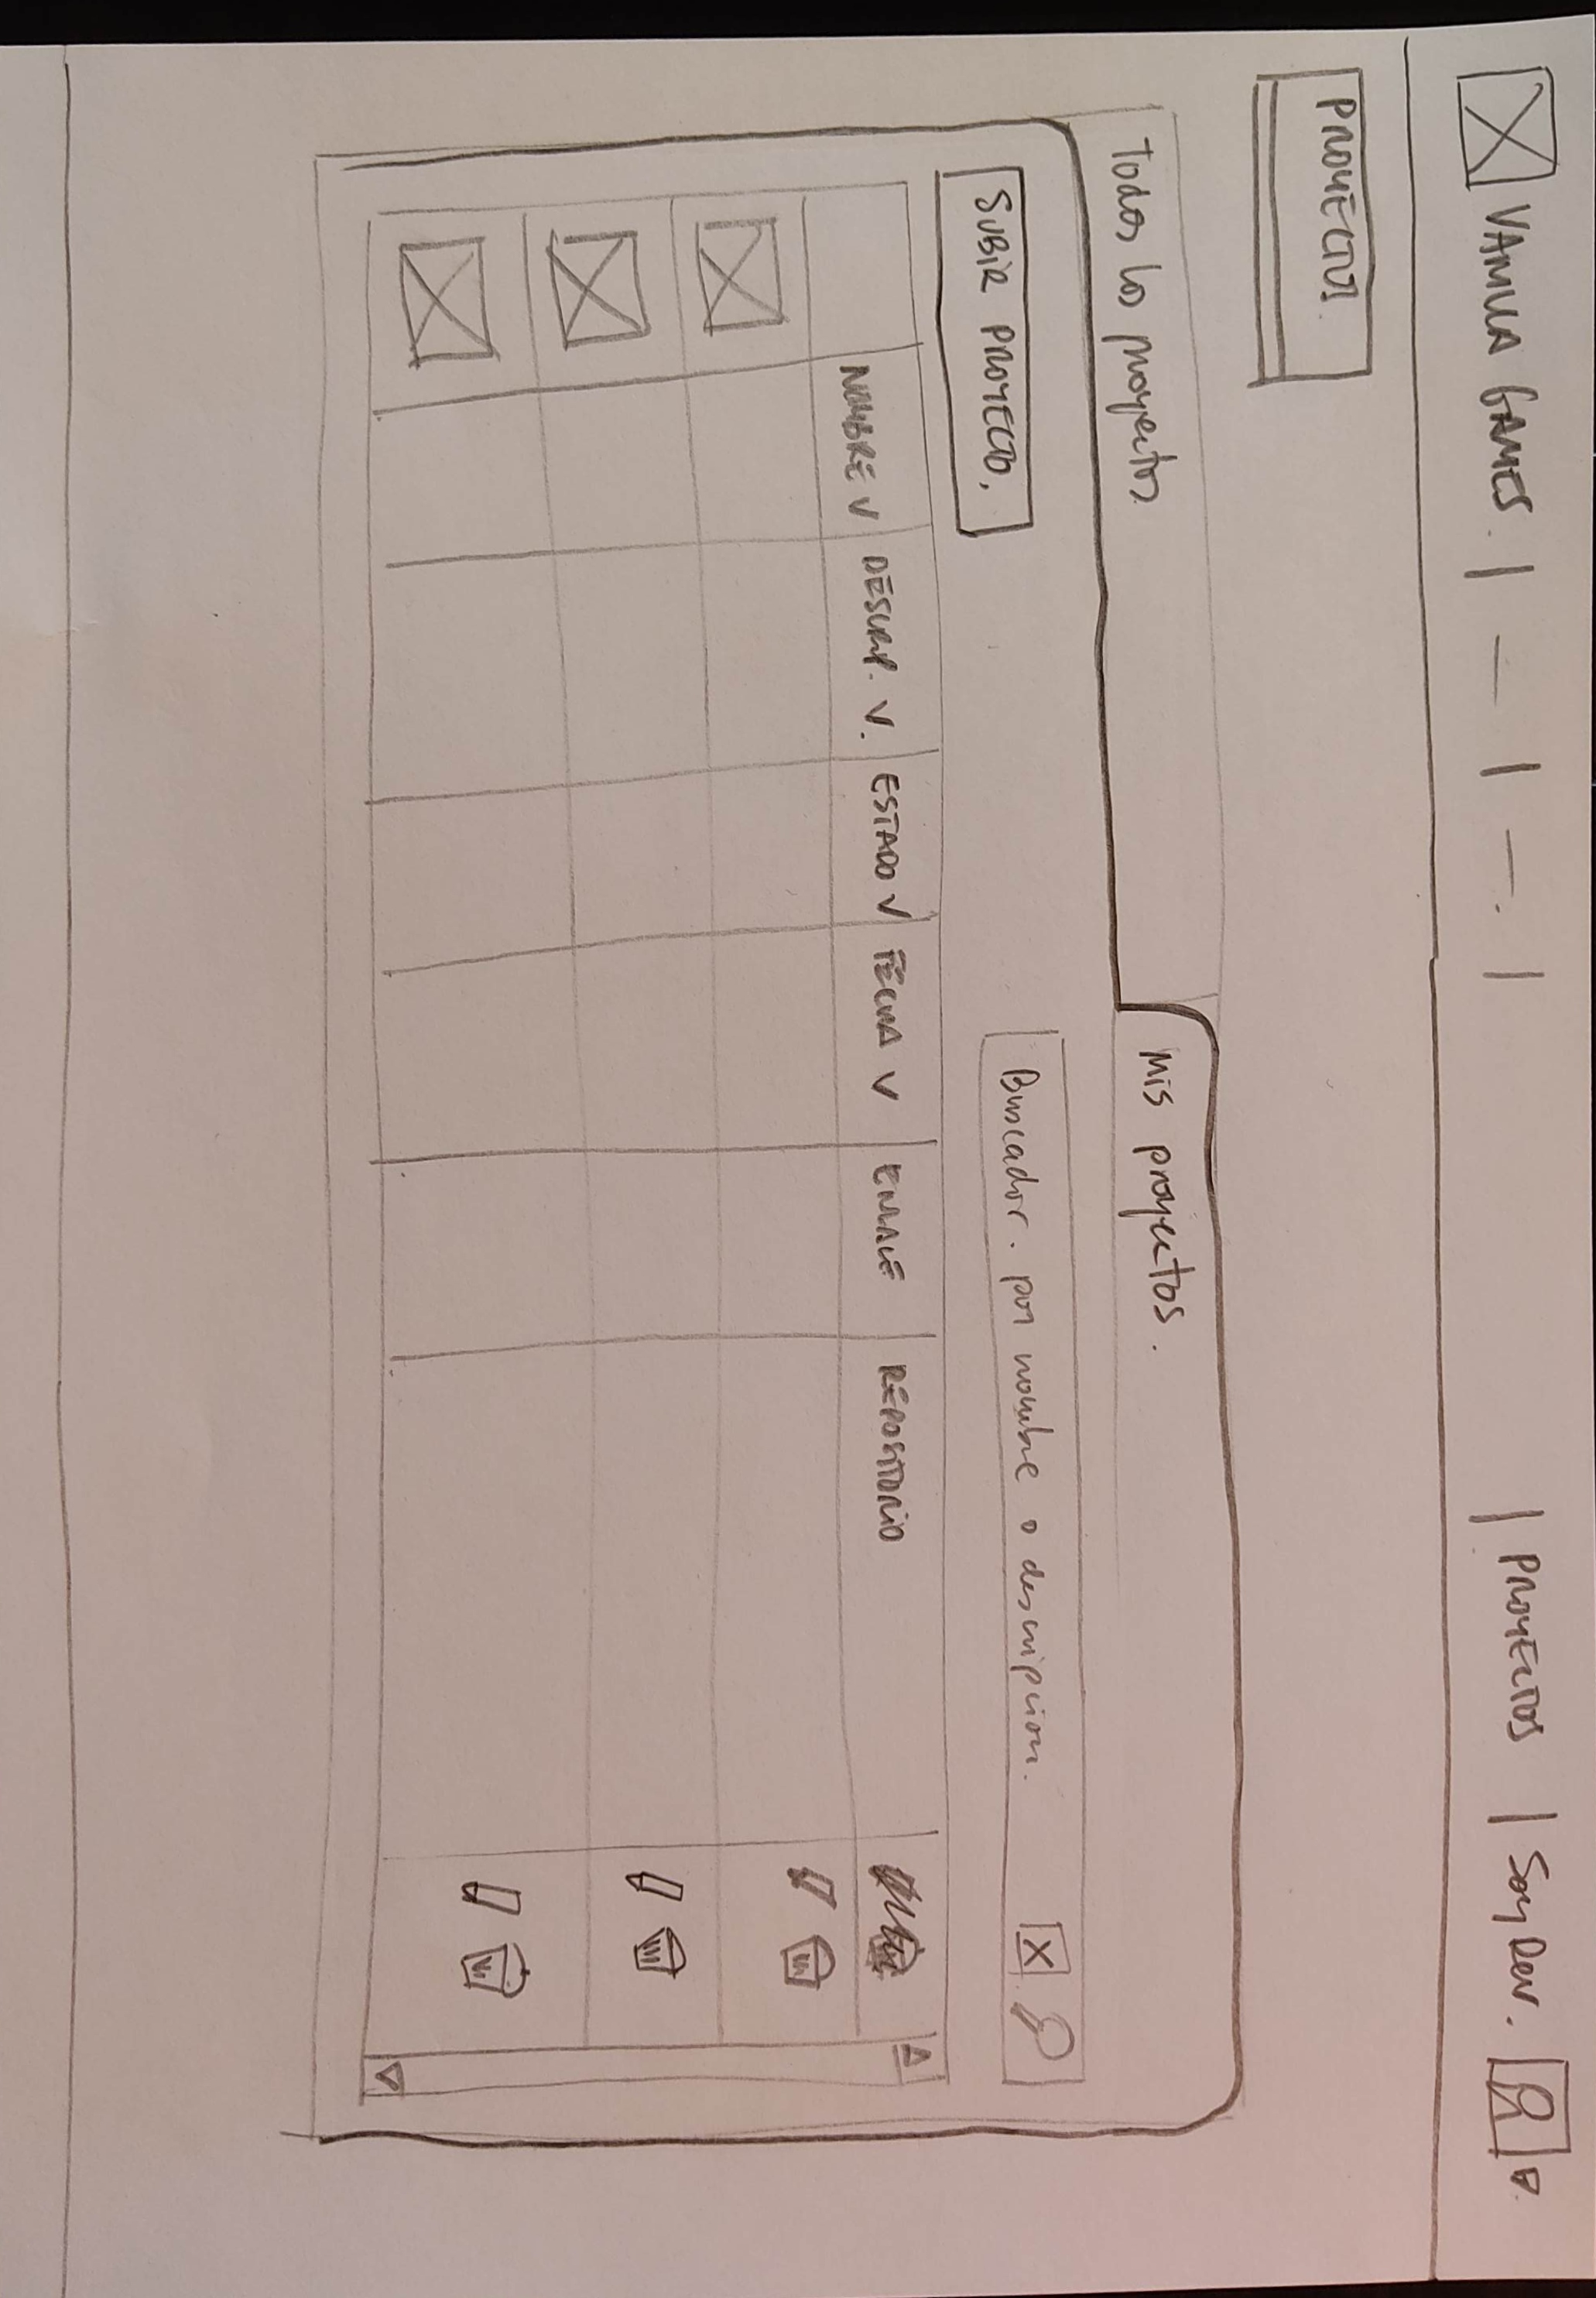 VANILLA GAMES. | — | —. | | PROYECTOS | Soy Dev.
PROYECTOS.
Todos los proyectos.
Mis proyectos.
SUBIR PROYECTO.
Buscador. por nombre o descripcion. X
NOMBRE V DESCRIP. V. ESTADO V FECHA V ENLACE REPOSITORIO